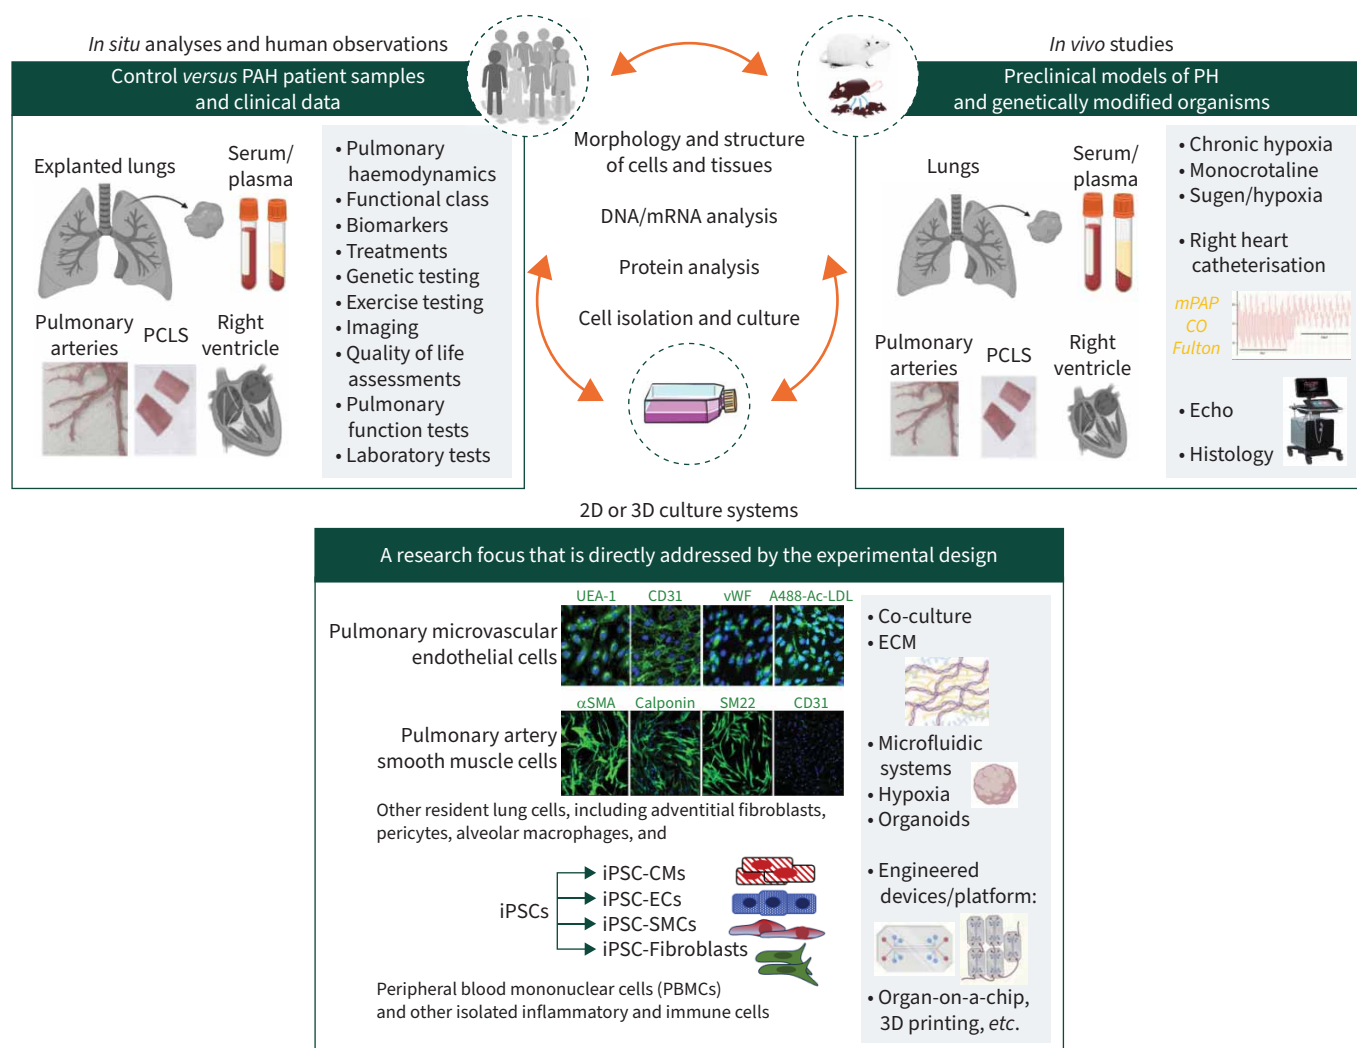 In situ analyses and human observations
Control versus PAH patient samples
and clinical data
Explanted lungs
Serum/
plasma
Pulmonary
arteries
PCLS
Right
ventricle
• Pulmonary
haemodynamics
• Functional class
• Biomarkers
• Treatments
• Genetic testing
• Exercise testing
• Imaging
• Quality of life
assessments
• Pulmonary
function tests
• Laboratory tests
Morphology and structure
of cells and tissues
DNA/mRNA analysis
Protein analysis
Cell isolation and culture
In vivo studies
Preclinical models of PH
and genetically modified organisms
Lungs
Serum/
plasma
Pulmonary
arteries
PCLS
Right
ventricle
• Chronic hypoxia
• Monocrotaline
• Sugen/hypoxia
• Right heart
catheterisation
mPAP
CO
Fulton
• Echo
• Histology
2D or 3D culture systems
A research focus that is directly addressed by the experimental design
UEA-1 CD31 vWF A488-Ac-LDL
Pulmonary microvascular
endothelial cells
αSMA Calponin SM22 CD31
Pulmonary artery
smooth muscle cells
Other resident lung cells, including adventitial fibroblasts,
pericytes, alveolar macrophages, and
iPSCs
iPSC-CMs
iPSC-ECs
iPSC-SMCs
iPSC-Fibroblasts
Peripheral blood mononuclear cells (PBMCs)
and other isolated inflammatory and immune cells
• Co-culture
• ECM
• Microfluidic
systems
• Hypoxia
• Organoids
• Engineered
devices/platform:
• Organ-on-a-chip,
3D printing, etc.